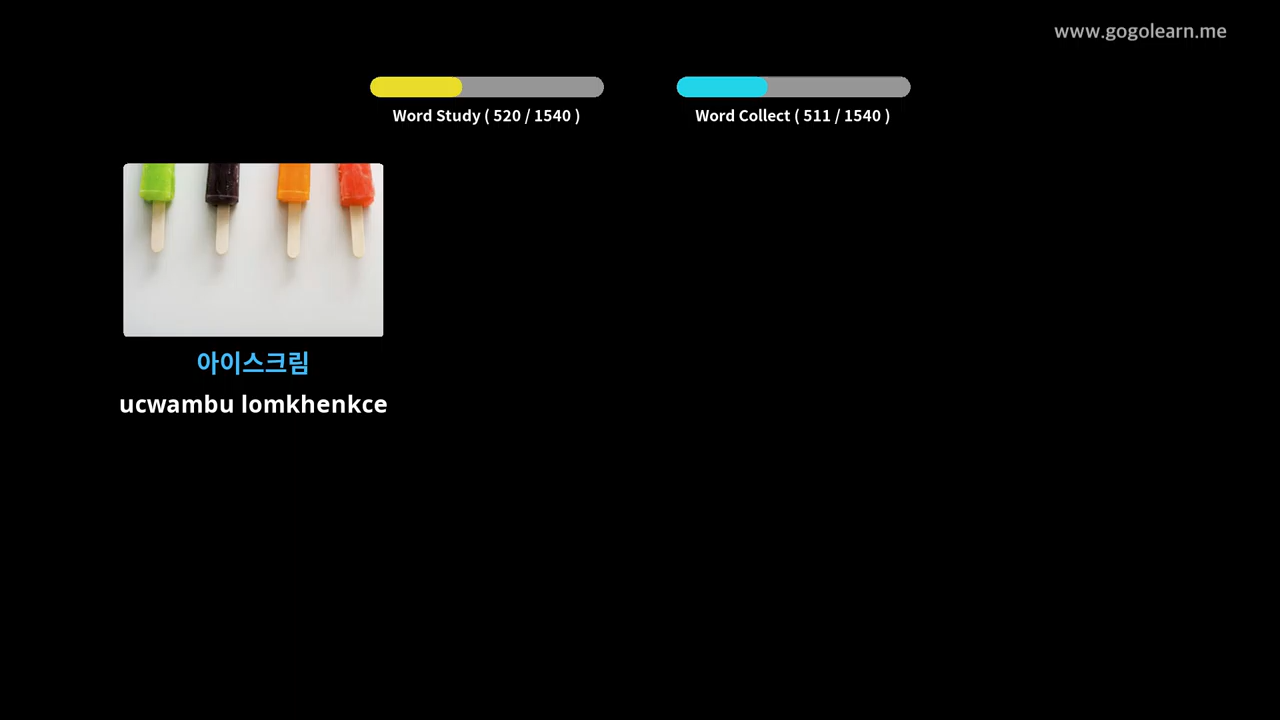 www.gogolearn.me
Word Study ( 520 / 1540 )
Word Collect ( 511 / 1540 )
아이스크림
ucwambu lomkhenkce